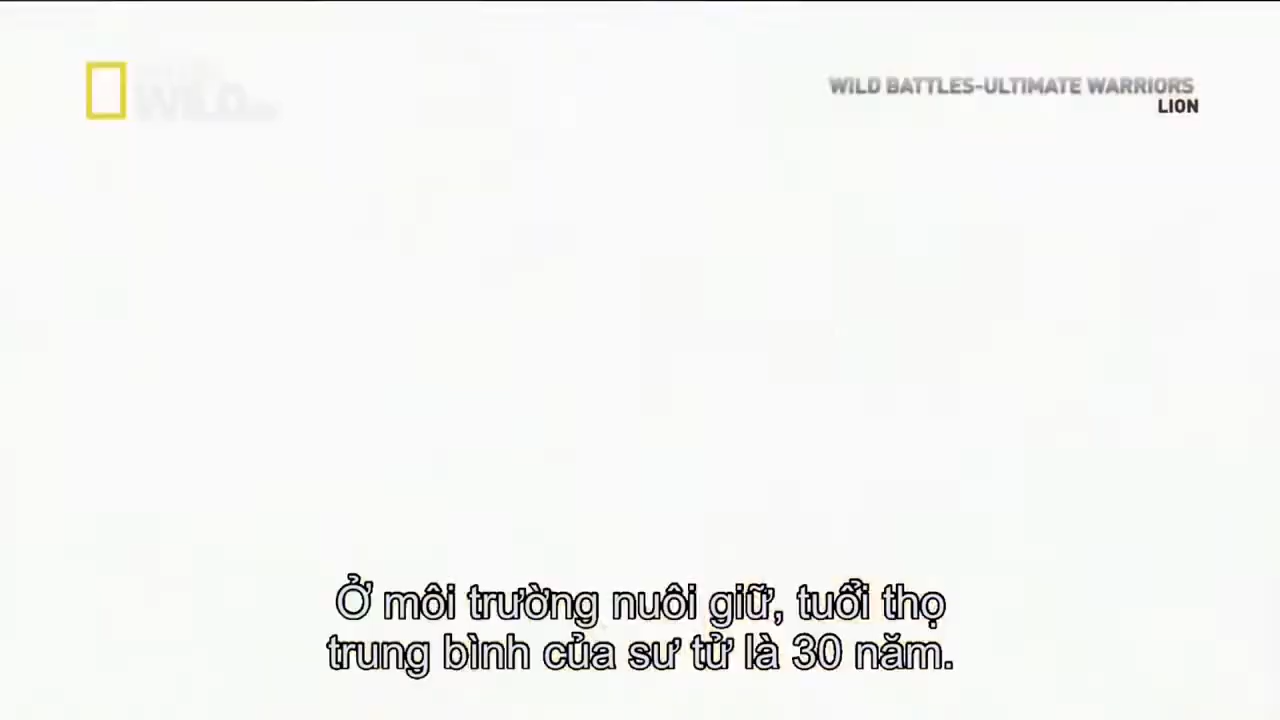 WILD
WILD BATTLES-ULTIMATE WARRIORS
LION
Ở môi trường nuôi giữ, tuổi thọ
trung bình của sư tử là 30 năm.